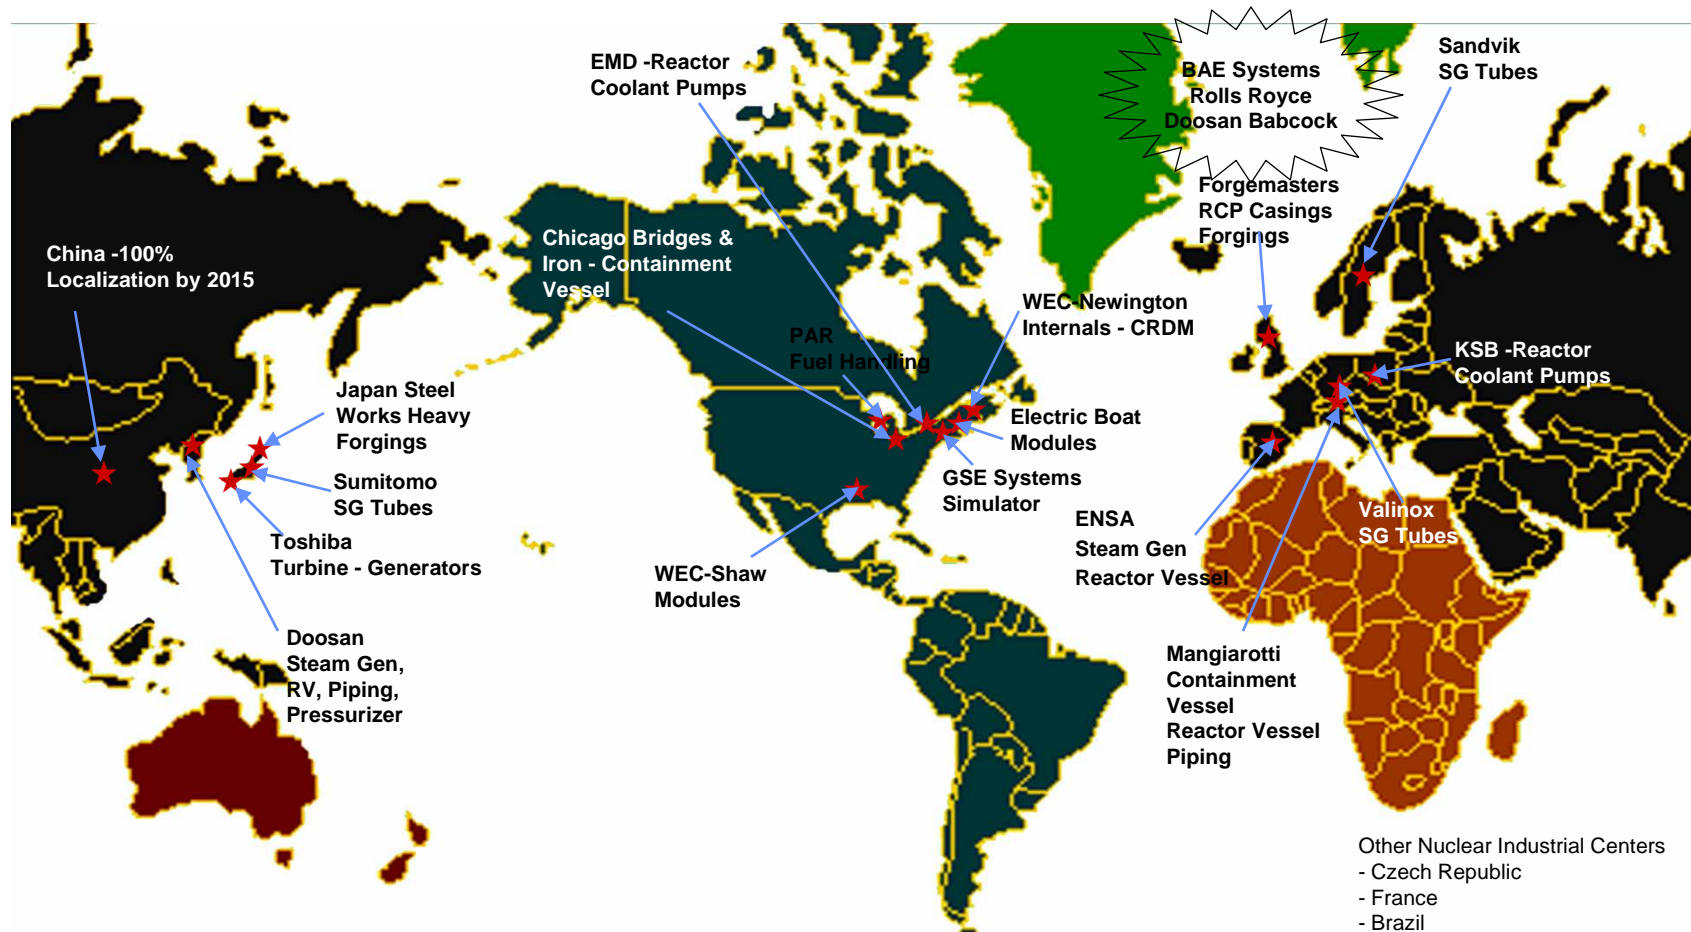 EMD -Reactor
Coolant Pumps
BAE Systems
Rolls Royce
Doosan Babcock
Sandvik
SG Tubes
Forgemasters
RCP Casings
Forgings
China -100%
Localization by 2015
Chicago Bridges &
Iron - Containment
Vessel
WEC-Newington
Internals - CRDM
PAR
Fuel Handling
KSB -Reactor
Coolant Pumps
Japan Steel
Works Heavy
Forgings
Electric Boat
Modules
Sumitomo
SG Tubes
GSE Systems
Simulator
Valinox
SG Tubes
ENSA
Steam Gen
Reactor Vessel
Toshiba
Turbine - Generators
WEC-Shaw
Modules
Doosan
Steam Gen,
RV, Piping,
Pressurizer
Mangiarotti
Containment
Vessel
Reactor Vessel
Piping
Other Nuclear Industrial Centers
- Czech Republic
- France
- Brazil